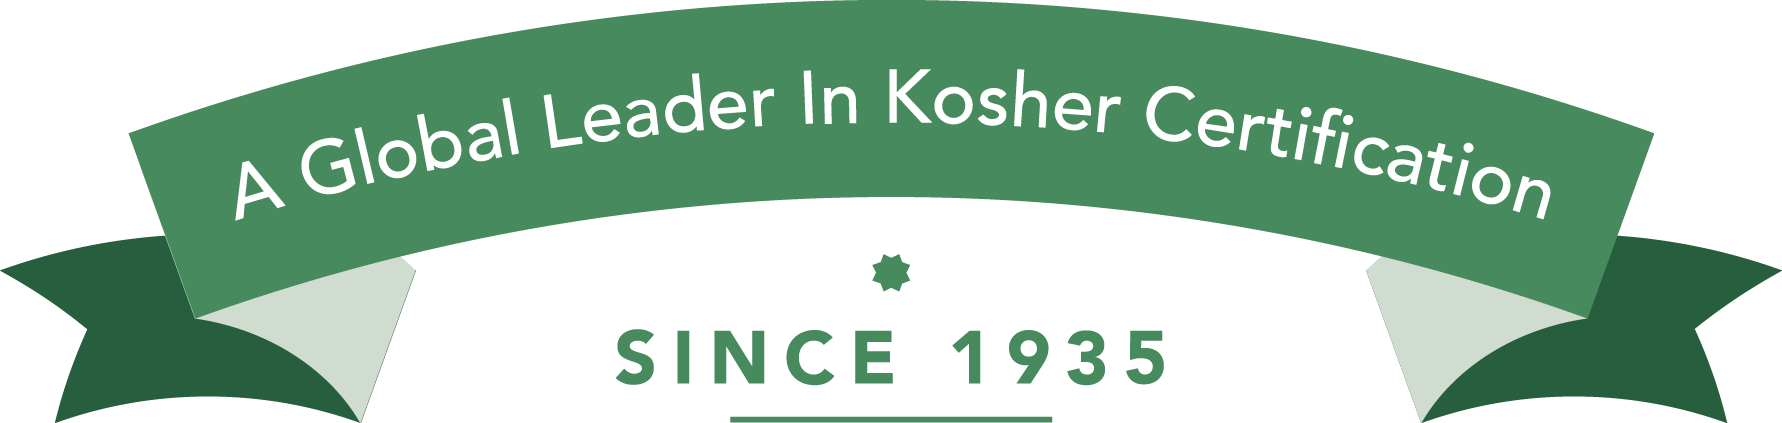 A Global Leader In Kosher Certification
SINCE 1935